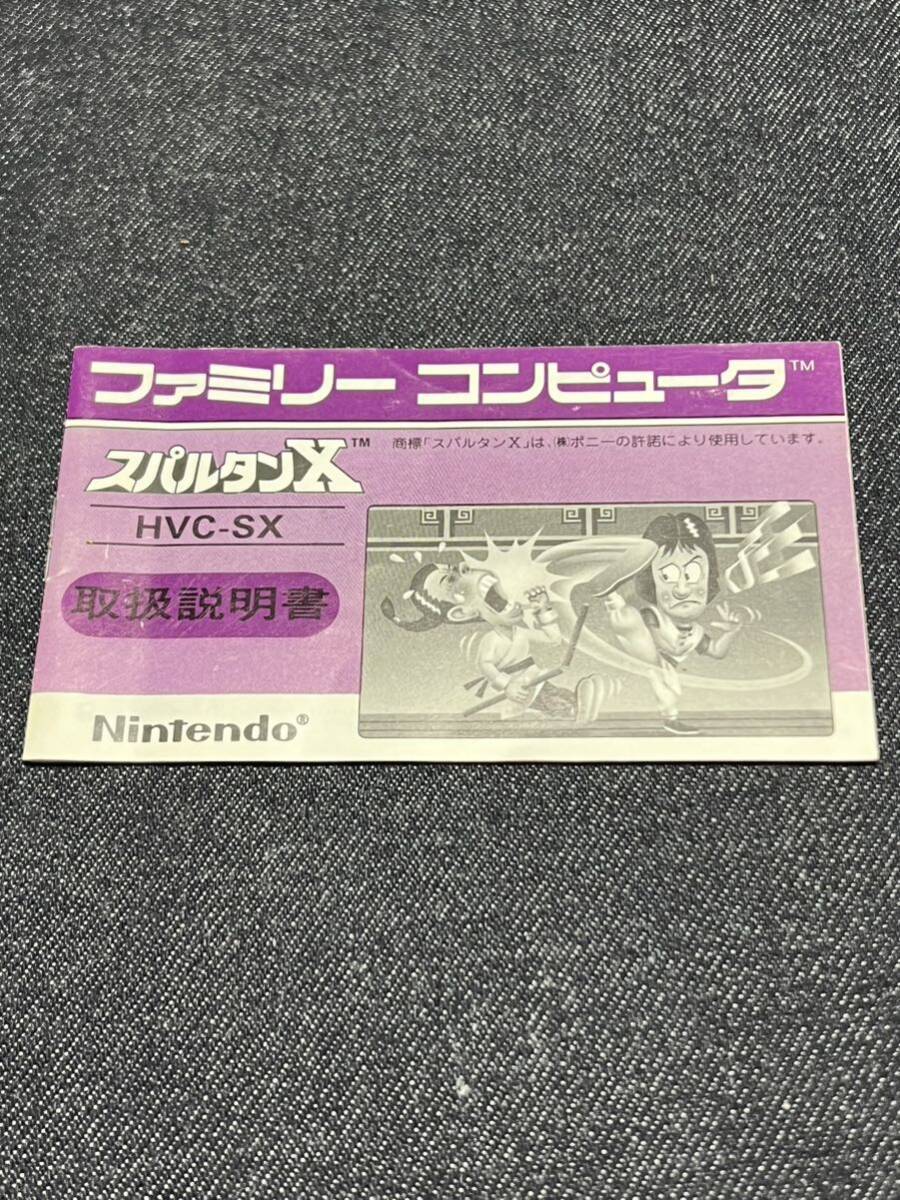 ファミリー コンピュータ™
スパルタンX™
商標「スパルタンX」は、㈱ポニーの許諾により使用しています。
HVC-SX
取扱説明書
Nintendo®